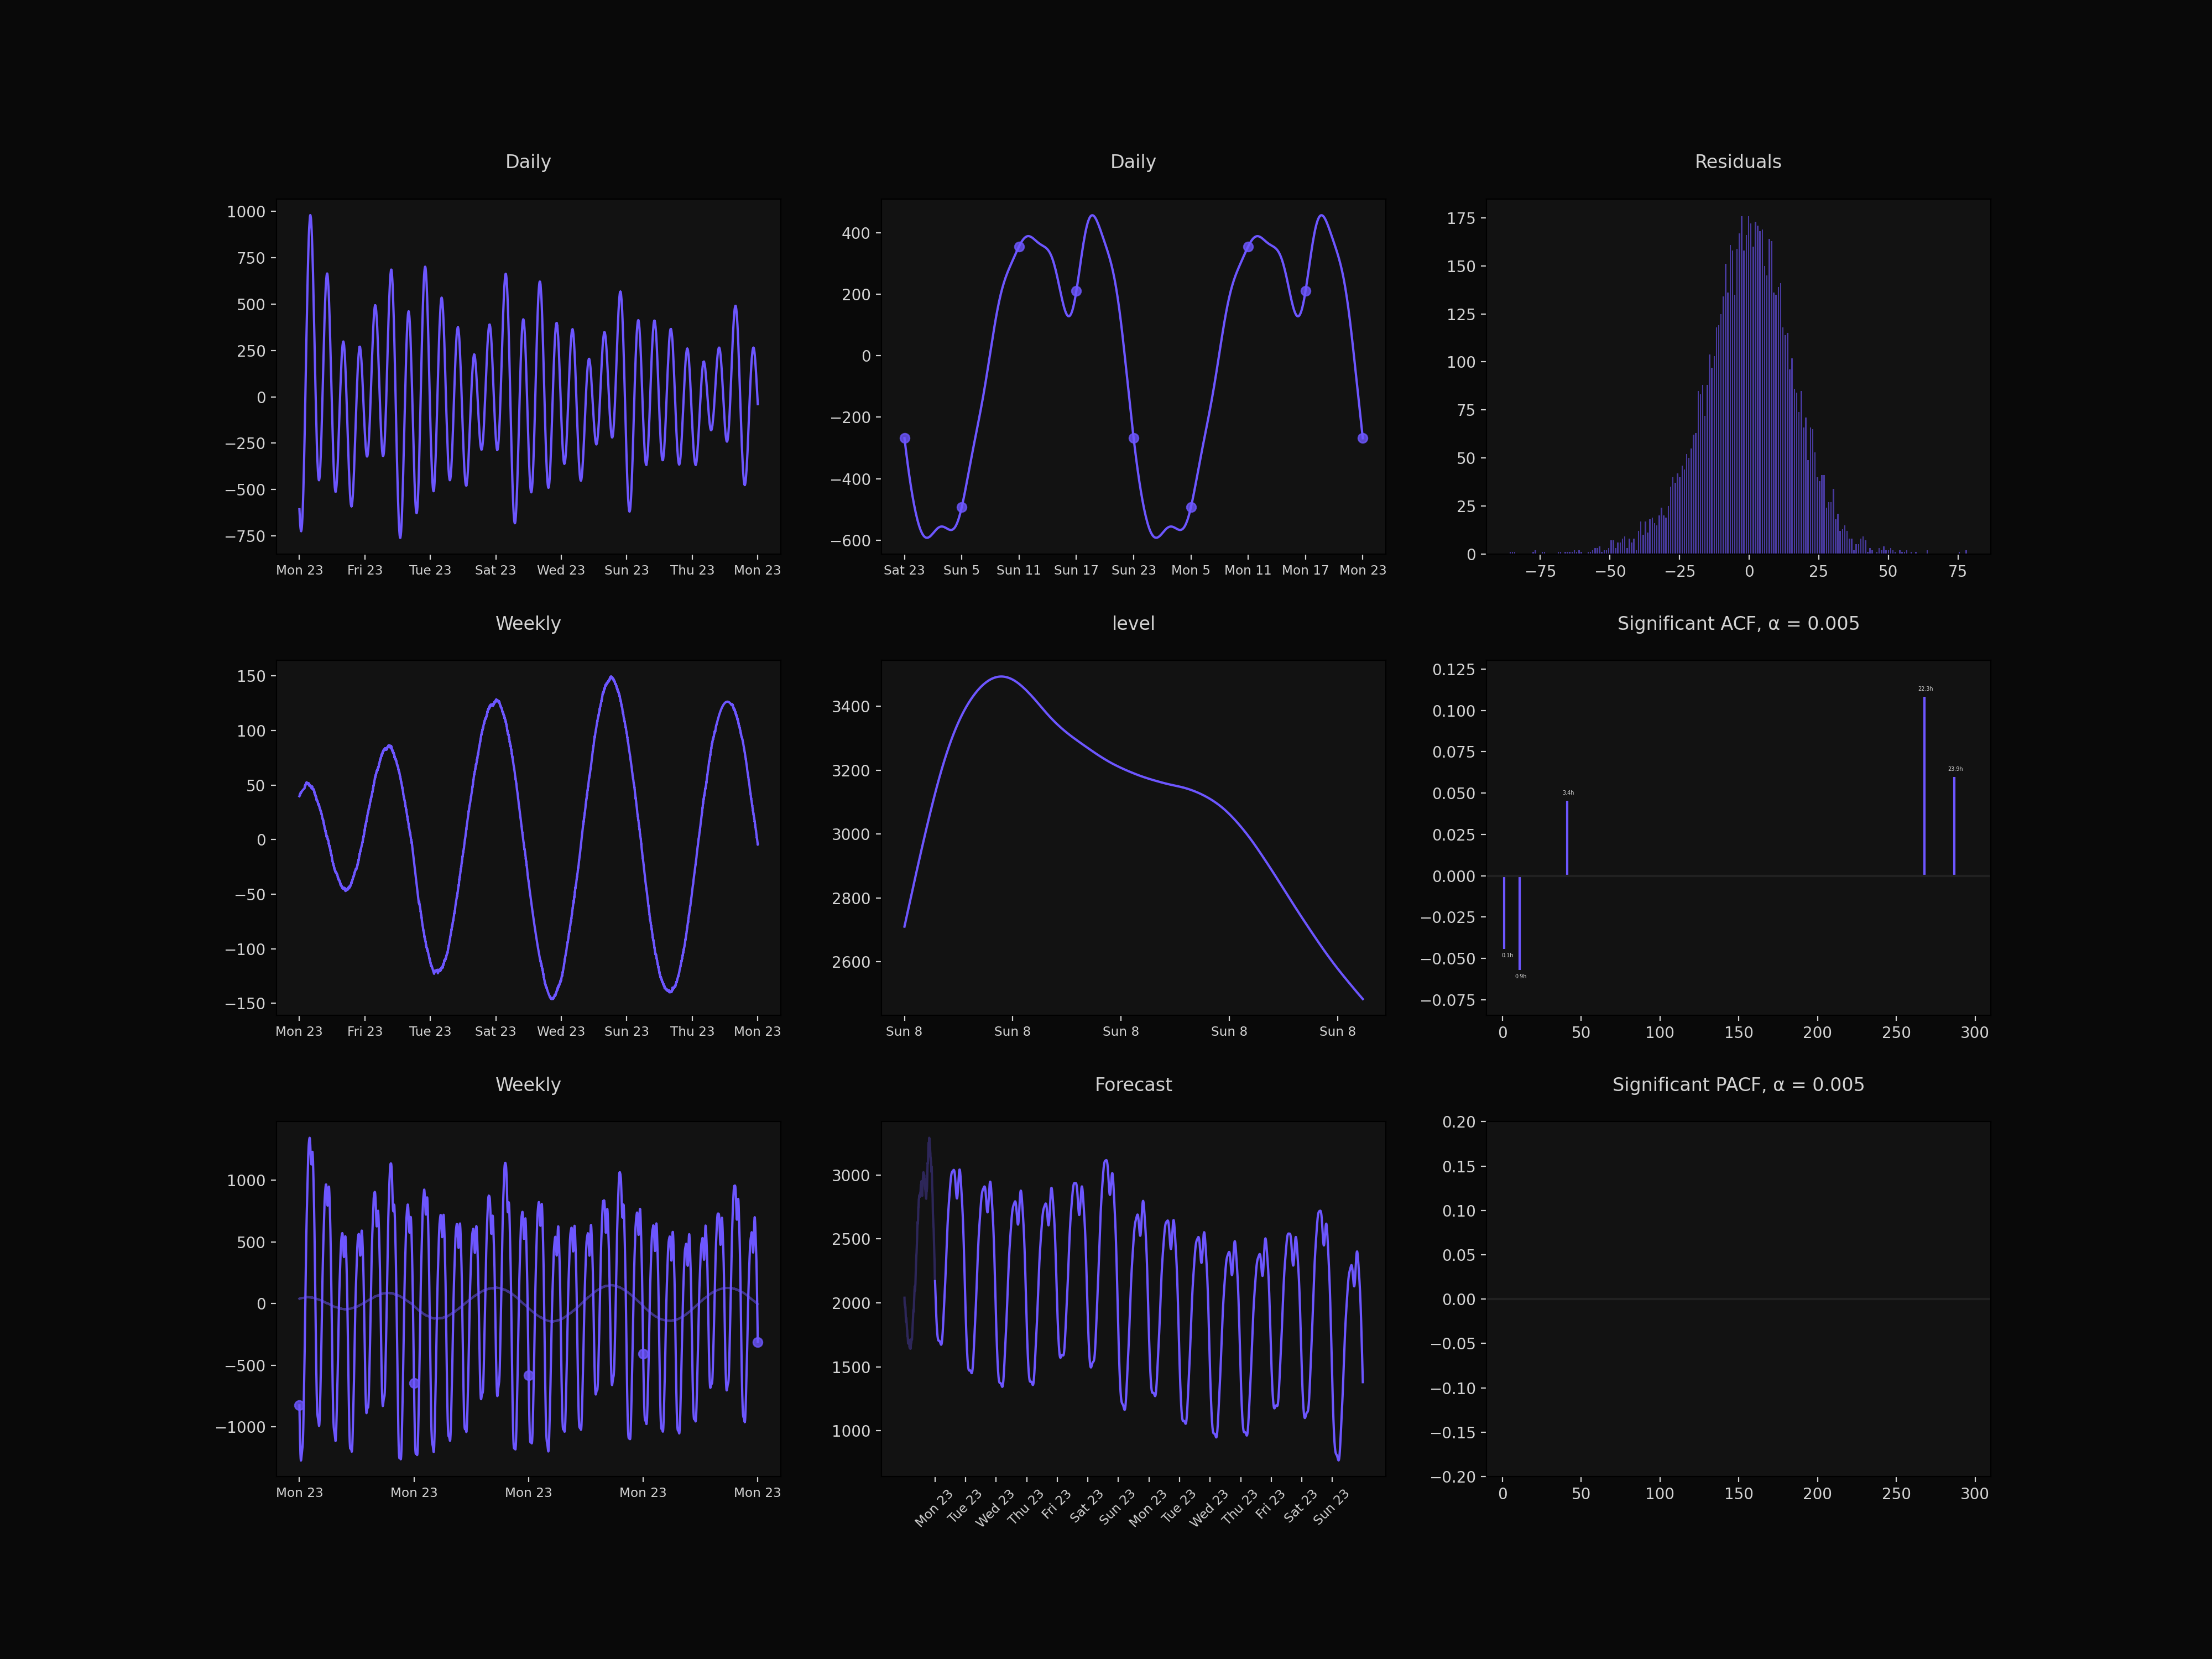 Daily
1000
750
500
250
0
−250
−500
−750
Mon 23 Fri 23 Tue 23 Sat 23 Wed 23 Sun 23 Thu 23 Mon 23
Daily
400
200
0
−200
−400
−600
Sat 23 Sun 5 Sun 11 Sun 17 Sun 23 Mon 5 Mon 11 Mon 17 Mon 23
Residuals
175
150
125
100
75
50
25
0
−75 −50 −25 0 25 50 75
Weekly
150
100
50
0
−50
−100
−150
Mon 23 Fri 23 Tue 23 Sat 23 Wed 23 Sun 23 Thu 23 Mon 23
level
3400
3200
3000
2800
2600
Sun 8 Sun 8 Sun 8 Sun 8 Sun 8
Significant ACF, α = 0.005
0.125
0.100
0.075
0.050
0.025
0.000
−0.025
−0.050
−0.075
22.3h
23.9h
3.4h
0.1h
0.9h
0 50 100 150 200 250 300
Weekly
1000
500
0
−500
−1000
Mon 23 Mon 23 Mon 23 Mon 23 Mon 23
Forecast
3000
2500
2000
1500
1000
Mon 23 Tue 23 Wed 23 Thu 23 Fri 23 Sat 23 Sun 23 Mon 23 Tue 23 Wed 23 Thu 23 Fri 23 Sat 23 Sun 23
Significant PACF, α = 0.005
0.20
0.15
0.10
0.05
0.00
−0.05
−0.10
−0.15
−0.20
0 50 100 150 200 250 300